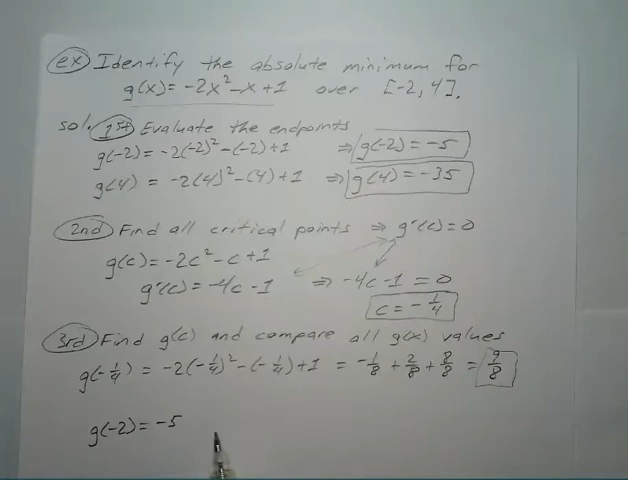 ex Identify the absolute minimum for
g(x) = -2x² - x + 1 over [-2, 4].
sol. 1st Evaluate the endpoints
g(-2) = -2(-2)² - (-2) + 1 ⇒ g(-2) = -5
g(4) = -2(4)² - (4) + 1 ⇒ g(4) = -35
2nd Find all critical points ⇒ g'(c) = 0
g(c) = -2c² - c + 1
g'(c) = -4c - 1 ⇒ -4c - 1 = 0
c = -1/4
3rd Find g(c) and compare all g(x) values
g(-1/4) = -2(-1/4)² - (-1/4) + 1 = -1/8 + 2/8 + 8/8 = 9/8
g(-2) = -5